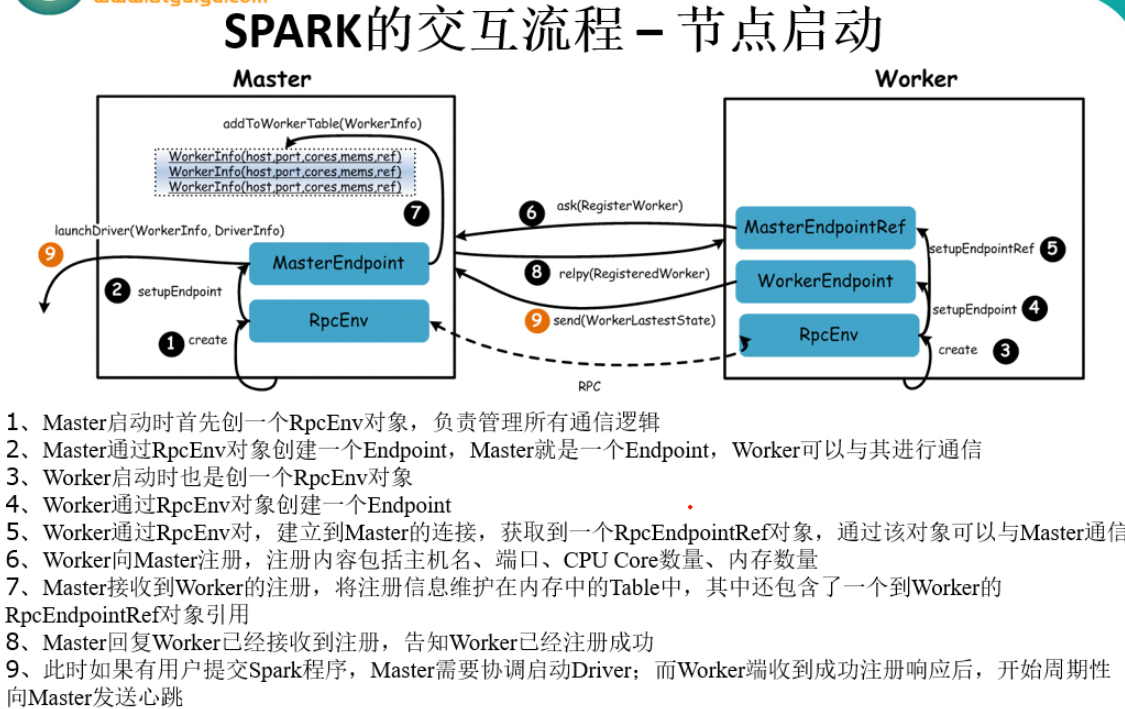 SPARK的交互流程 – 节点启动
Master
Worker
addToWorkerTable(WorkerInfo)
WorkerInfo(host,port,cores,mems,ref)
WorkerInfo(host,port,cores,mems,ref)
WorkerInfo(host,port,cores,mems,ref)
7
6
ask(RegisterWorker)
MasterEndpointRef
launchDriver(WorkerInfo, DriverInfo)
9
setupEndpointRef
5
MasterEndpoint
8
relpy(RegisteredWorker)
WorkerEndpoint
2
setupEndpoint
setupEndpoint
4
RpcEnv
9
send(WorkerLastestState)
RpcEnv
1
create
create
3
RPC
1、Master启动时首先创一个RpcEnv对象，负责管理所有通信逻辑
2、Master通过RpcEnv对象创建一个Endpoint，Master就是一个Endpoint，Worker可以与其进行通信
3、Worker启动时也是创一个RpcEnv对象
4、Worker通过RpcEnv对象创建一个Endpoint
5、Worker通过RpcEnv对，建立到Master的连接，获取到一个RpcEndpointRef对象，通过该对象可以与Master通信
6、Worker向Master注册，注册内容包括主机名、端口、CPU Core数量、内存数量
7、Master接收到Worker的注册，将注册信息维护在内存中的Table中，其中还包含了一个到Worker的
RpcEndpointRef对象引用
8、Master回复Worker已经接收到注册，告知Worker已经注册成功
9、此时如果有用户提交Spark程序，Master需要协调启动Driver；而Worker端收到成功注册响应后，开始周期性
向Master发送心跳